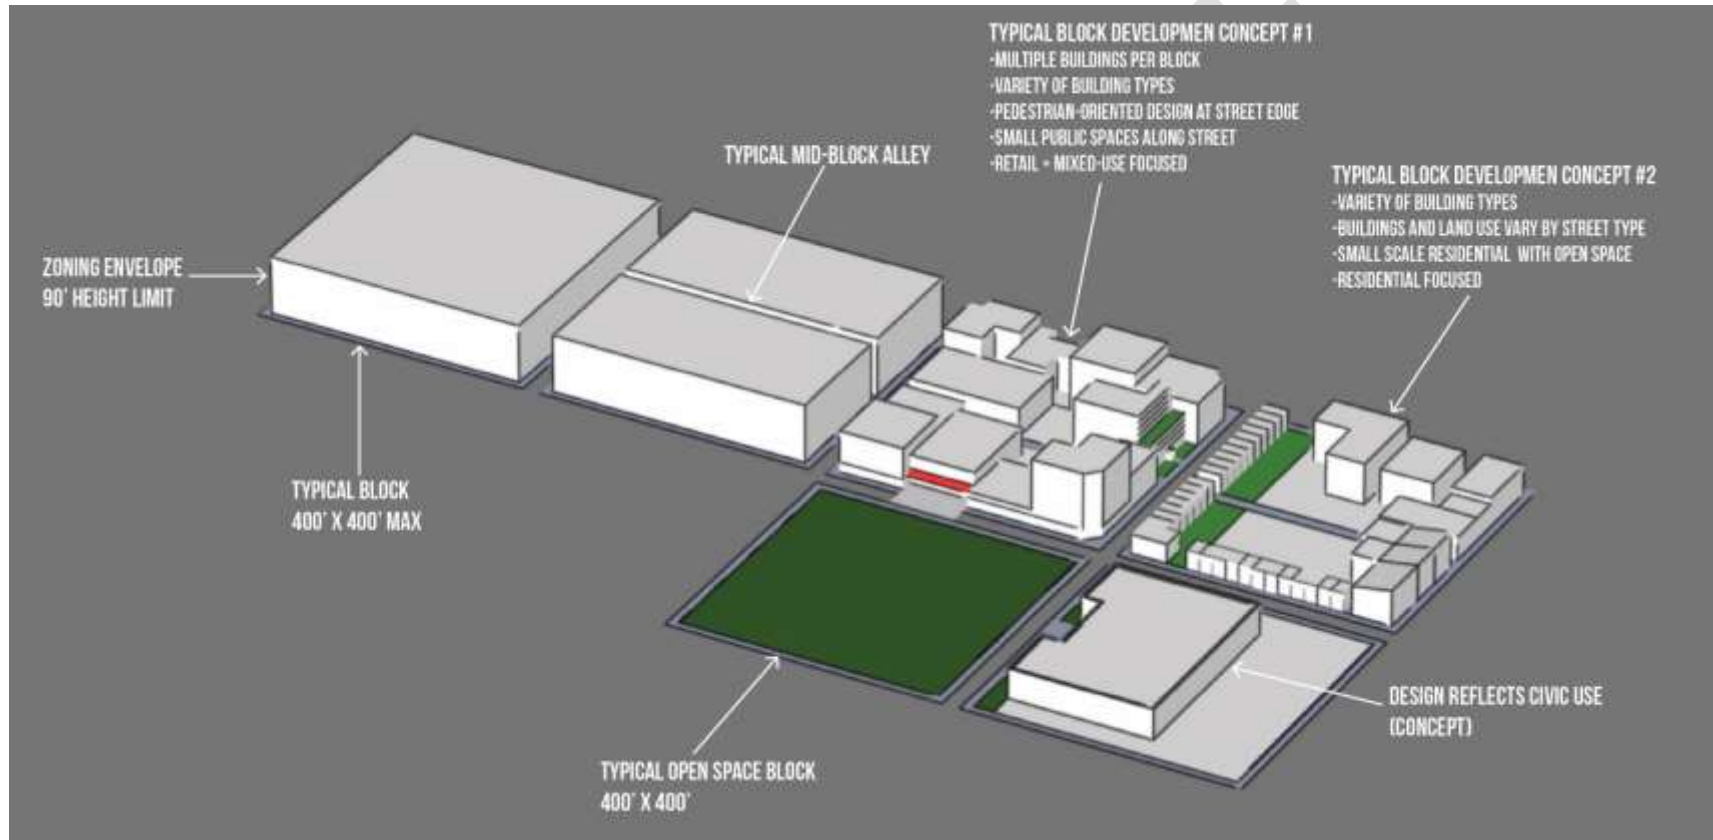 TYPICAL BLOCK DEVELOPMEN CONCEPT #1
-MULTIPLE BUILDINGS PER BLOCK
-VARIETY OF BUILDING TYPES
-PEDESTRIAN-ORIENTED DESIGN AT STREET EDGE
-SMALL PUBLIC SPACES ALONG STREET
-RETAIL + MIXED-USE FOCUSED
TYPICAL MID-BLOCK ALLEY
TYPICAL BLOCK DEVELOPMEN CONCEPT #2
-VARIETY OF BUILDING TYPES
-BUILDINGS AND LAND USE VARY BY STREET TYPE
-SMALL SCALE RESIDENTIAL WITH OPEN SPACE
-RESIDENTIAL FOCUSED
ZONING ENVELOPE
90' HEIGHT LIMIT
TYPICAL BLOCK
400' X 400' MAX
DESIGN REFLECTS CIVIC USE
(CONCEPT)
TYPICAL OPEN SPACE BLOCK
400' X 400'